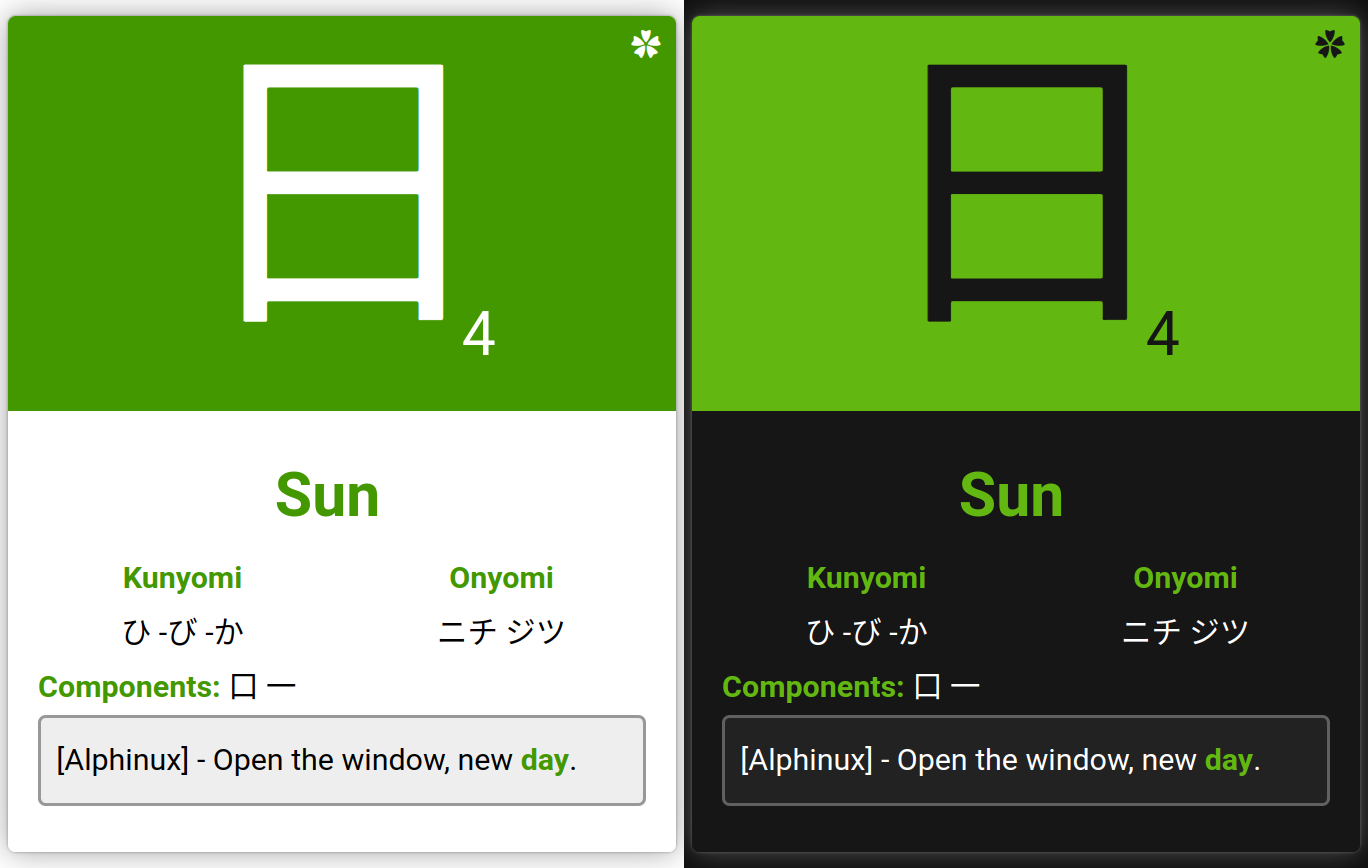 ✽
日
4
Sun
Kunyomi
Onyomi
ひ -び -か
ニチ ジツ
Components: 口 一
[Alphinux] - Open the window, new day.
✽
日
4
Sun
Kunyomi
Onyomi
ひ -び -か
ニチ ジツ
Components: 口 一
[Alphinux] - Open the window, new day.